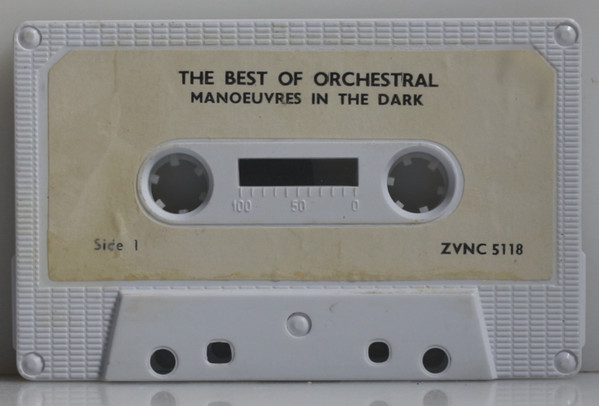 THE BEST OF ORCHESTRAL
MANOEUVRES IN THE DARK
100 50 0
Side 1
ZVNC 5118